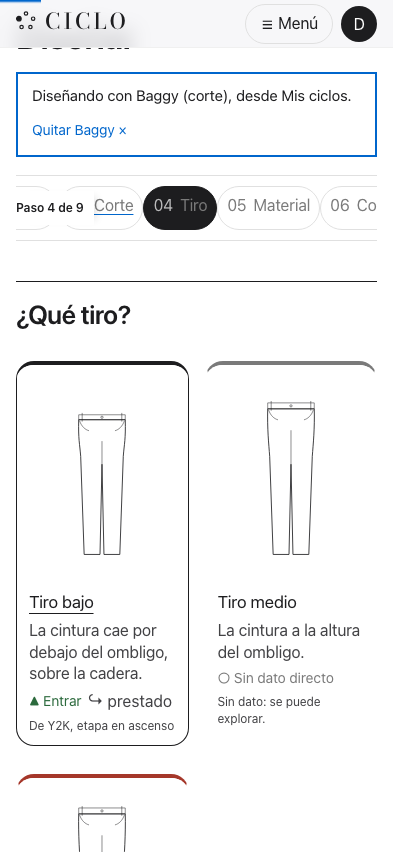 CICLO
≡ Menú
D
Diseñando con Baggy (corte), desde Mis ciclos.
Quitar Baggy ×
Paso 4 de 9
Corte
04 Tiro
05 Material
06 Co
¿Qué tiro?
Tiro bajo
La cintura cae por
debajo del ombligo,
sobre la cadera.
▲ Entrar ↪ prestado
De Y2K, etapa en ascenso
Tiro medio
La cintura a la altura
del ombligo.
○ Sin dato directo
Sin dato: se puede
explorar.